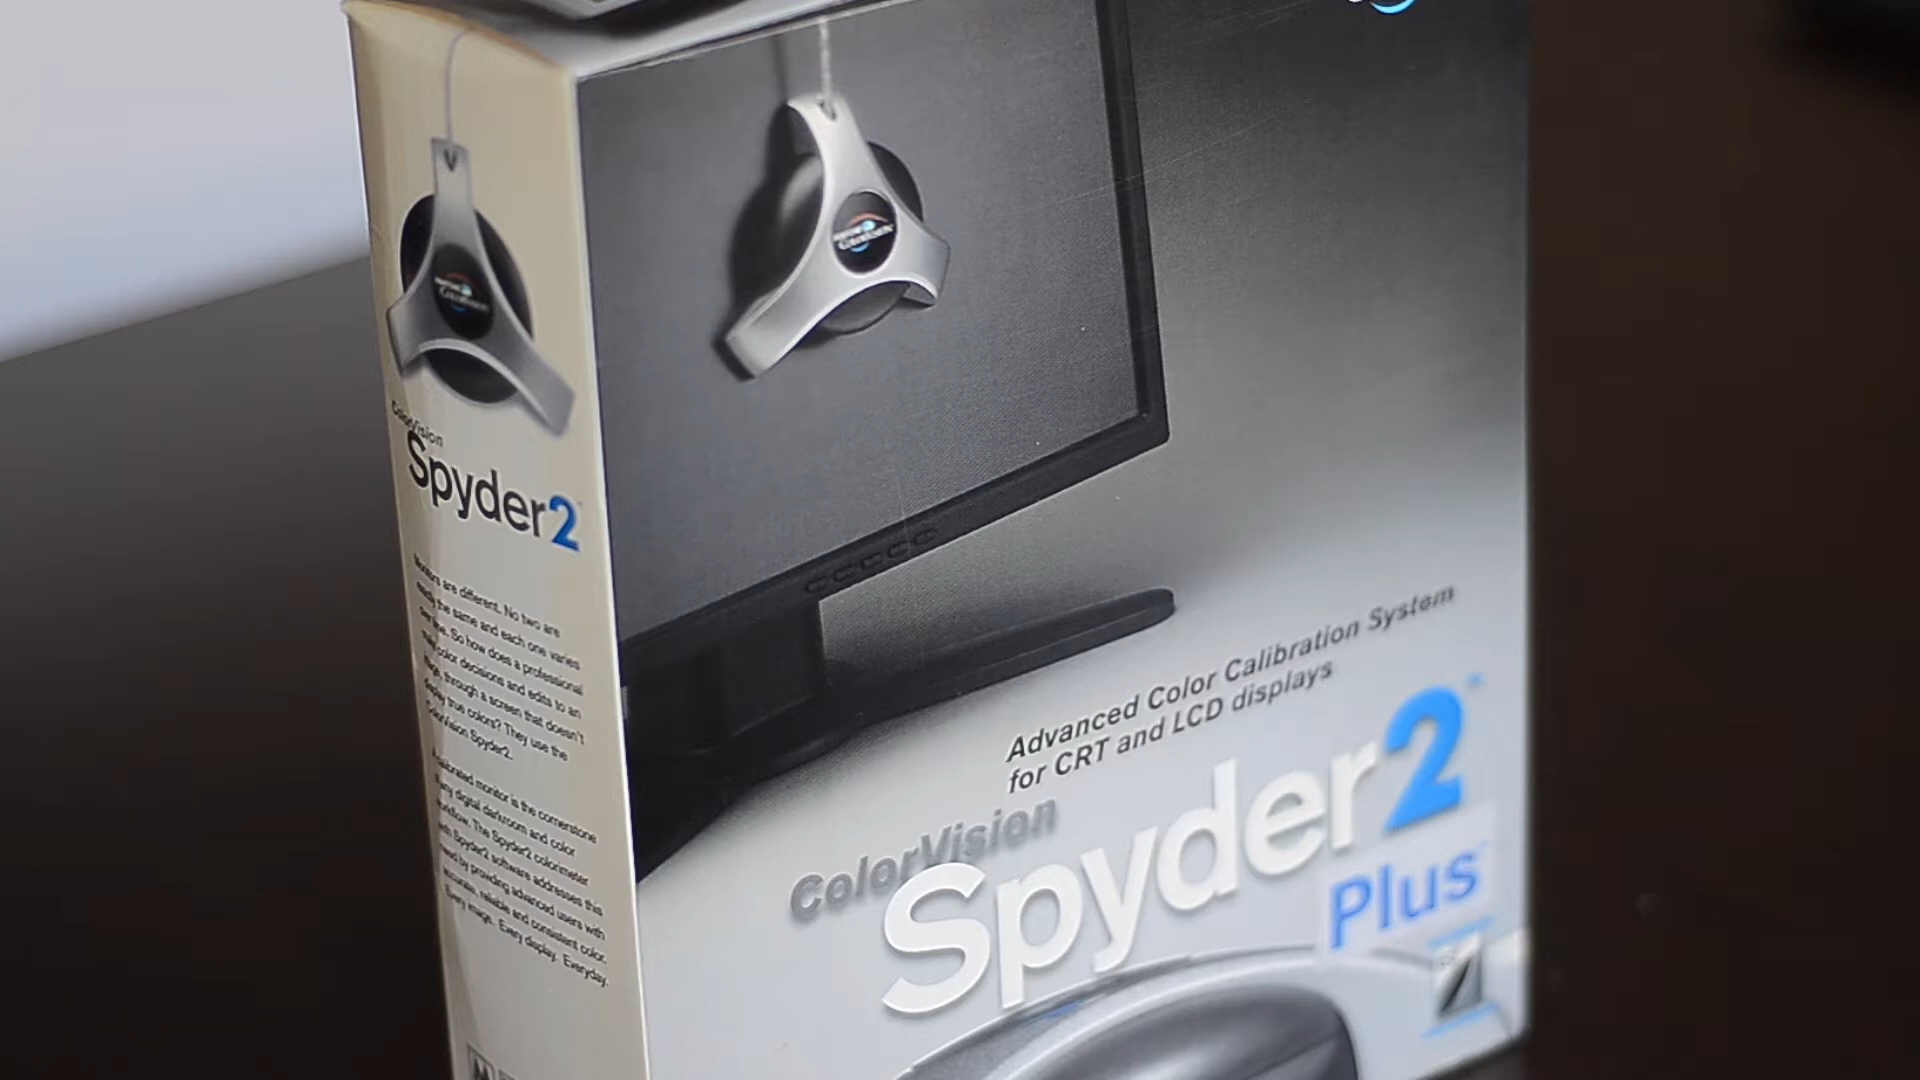 ColorVision
Spyder2
Monitors are different. No two are
exactly the same and each one varies
over time. So how does a professional
make color decisions and edits to an
image, through a screen that doesn't
display true colors? They use the
ColorVision Spyder2.
A calibrated monitor is the cornerstone
digital darkroom and color
workflow. The Spyder2 colorimeter
with Spyder2 software addresses this
need by providing advanced users with
accurate, reliable and consistent color.
Every image. Every display. Everyday.
Advanced Color Calibration System
for CRT and LCD displays
ColorVision
Spyder2™
Plus